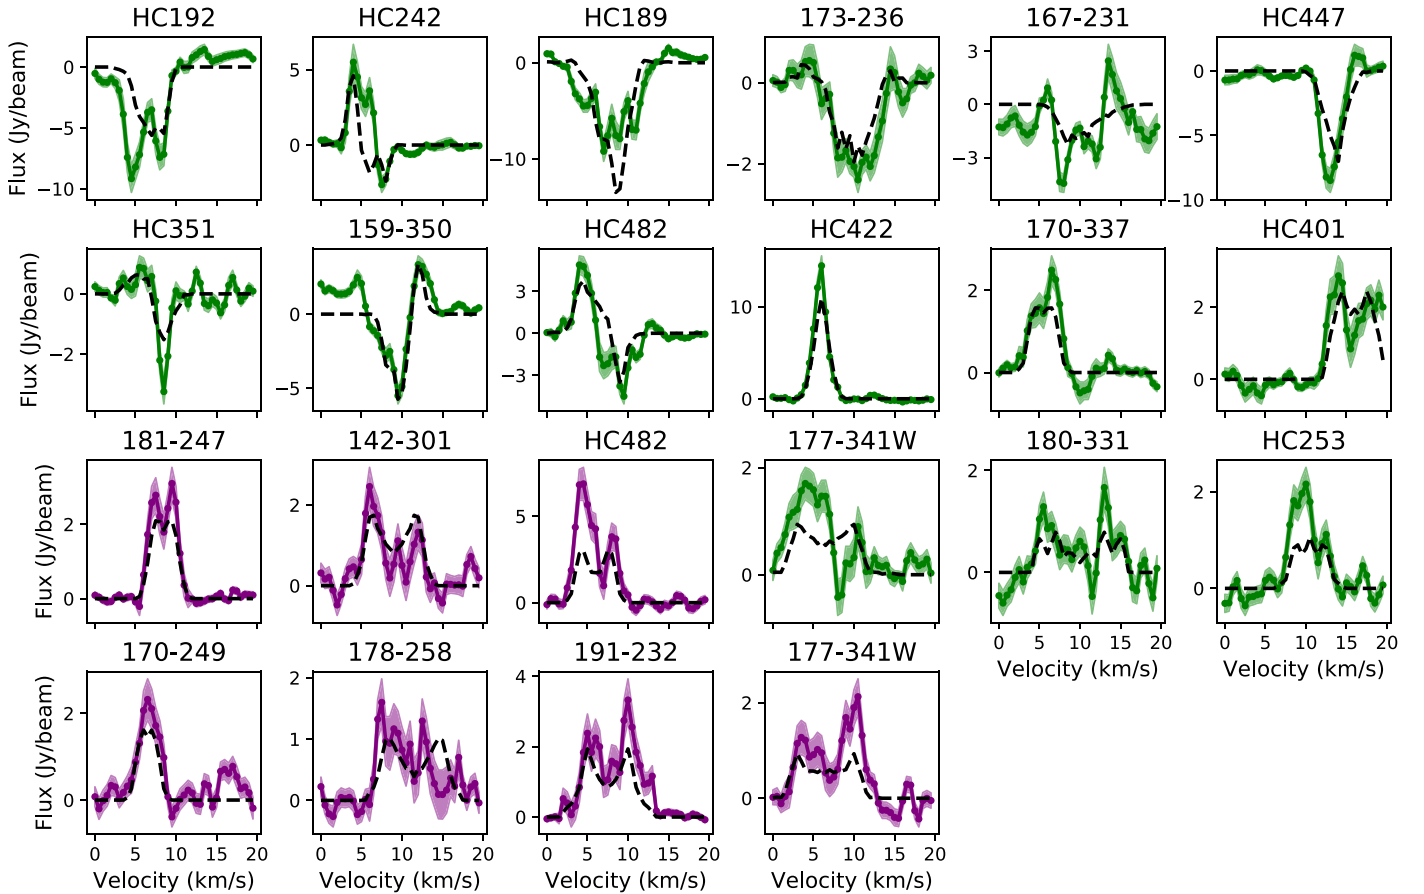 HC192 HC242 HC189 173-236 167-231 HC447
Flux (Jy/beam)
0 −5 −10
5 0
0 −10
0 −2
3 0 −3
0 −5 −10
HC351 159-350 HC482 HC422 170-337 HC401
Flux (Jy/beam)
0 −2
0 −5
3 0 −3
10 0
2 0
2 0
181-247 142-301 HC482 177-341W 180-331 HC253
Flux (Jy/beam)
2 0
2 0
5 0
2 0
2 0
2 0
0 5 10 15 20
0 5 10 15 20
Velocity (km/s) Velocity (km/s)
170-249 178-258 191-232 177-341W
Flux (Jy/beam)
2 0
2 1 0
4 2 0
2 0
0 5 10 15 20
0 5 10 15 20
0 5 10 15 20
0 5 10 15 20
Velocity (km/s) Velocity (km/s) Velocity (km/s) Velocity (km/s)